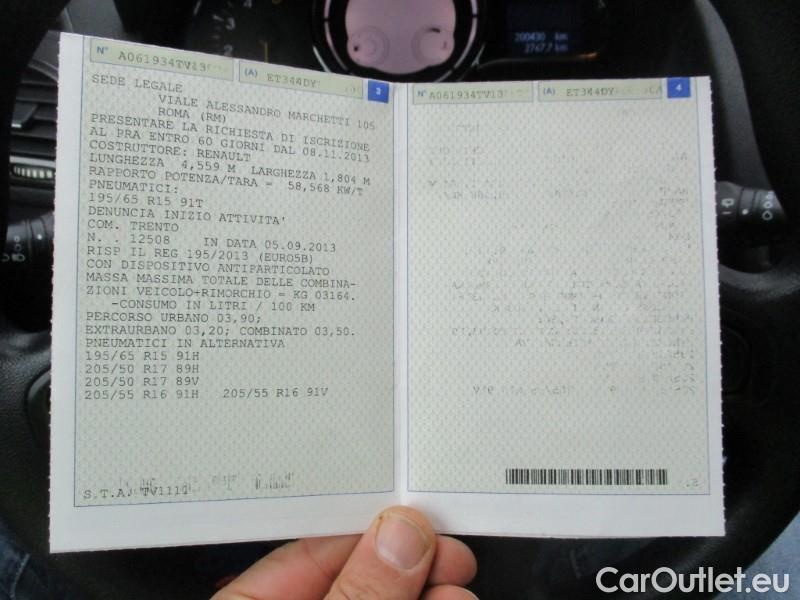 200430 km
2767.7 km
N° A061934TV13
(A) ET344DY
3
SEDE LEGALE
VIALE ALESSANDRO MARCHETTI 105
ROMA (RM)
PRESENTARE LA RICHIESTA DI ISCRIZIONE
AL PRA ENTRO 60 GIORNI DAL 08.11.2013
COSTRUTTORE: RENAULT
LUNGHEZZA 4,559 M LARGHEZZA 1,804 M
RAPPORTO POTENZA/TARA = 58,568 KW/T
PNEUMATICI:
195/65 R15 91T
DENUNCIA INIZIO ATTIVITA'
COM. TRENTO
N. . 12508 IN DATA 05.09.2013
RISP IL REG 195/2013 (EURO5B)
CON DISPOSITIVO ANTIPARTICOLATO
MASSA MASSIMA TOTALE DELLE COMBINA-
ZIONI VEICOLO+RIMORCHIO = KG 03164.
-CONSUMO IN LITRI / 100 KM
PERCORSO URBANO 03,90;
EXTRAURBANO 03,20; COMBINATO 03,50.
PNEUMATICI IN ALTERNATIVA
195/65 R15 91H
205/50 R17 89H
205/50 R17 89V
205/55 R16 91H 205/55 R16 91V
S.T.A. TV1111
N° A061934TV13
(A) ET344DY
4
CarOutlet.eu